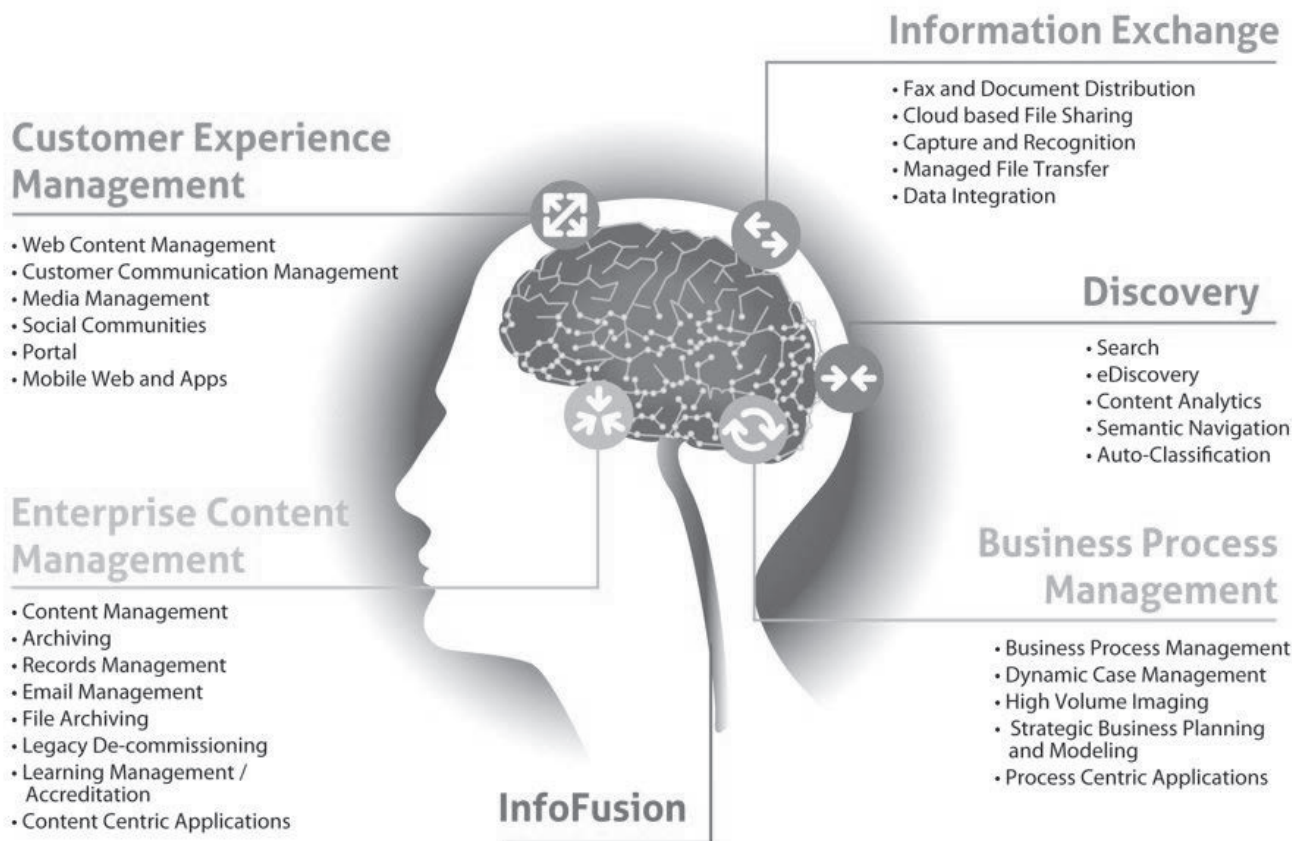 Information Exchange
• Fax and Document Distribution
• Cloud based File Sharing
• Capture and Recognition
• Managed File Transfer
• Data Integration
Customer Experience
Management
• Web Content Management
• Customer Communication Management
• Media Management
• Social Communities
• Portal
• Mobile Web and Apps
Discovery
• Search
• eDiscovery
• Content Analytics
• Semantic Navigation
• Auto-Classification
Enterprise Content
Management
• Content Management
• Archiving
• Records Management
• Email Management
• File Archiving
• Legacy De-commissioning
• Learning Management /
Accreditation
• Content Centric Applications
Business Process
Management
• Business Process Management
• Dynamic Case Management
• High Volume Imaging
• Strategic Business Planning
and Modeling
• Process Centric Applications
InfoFusion